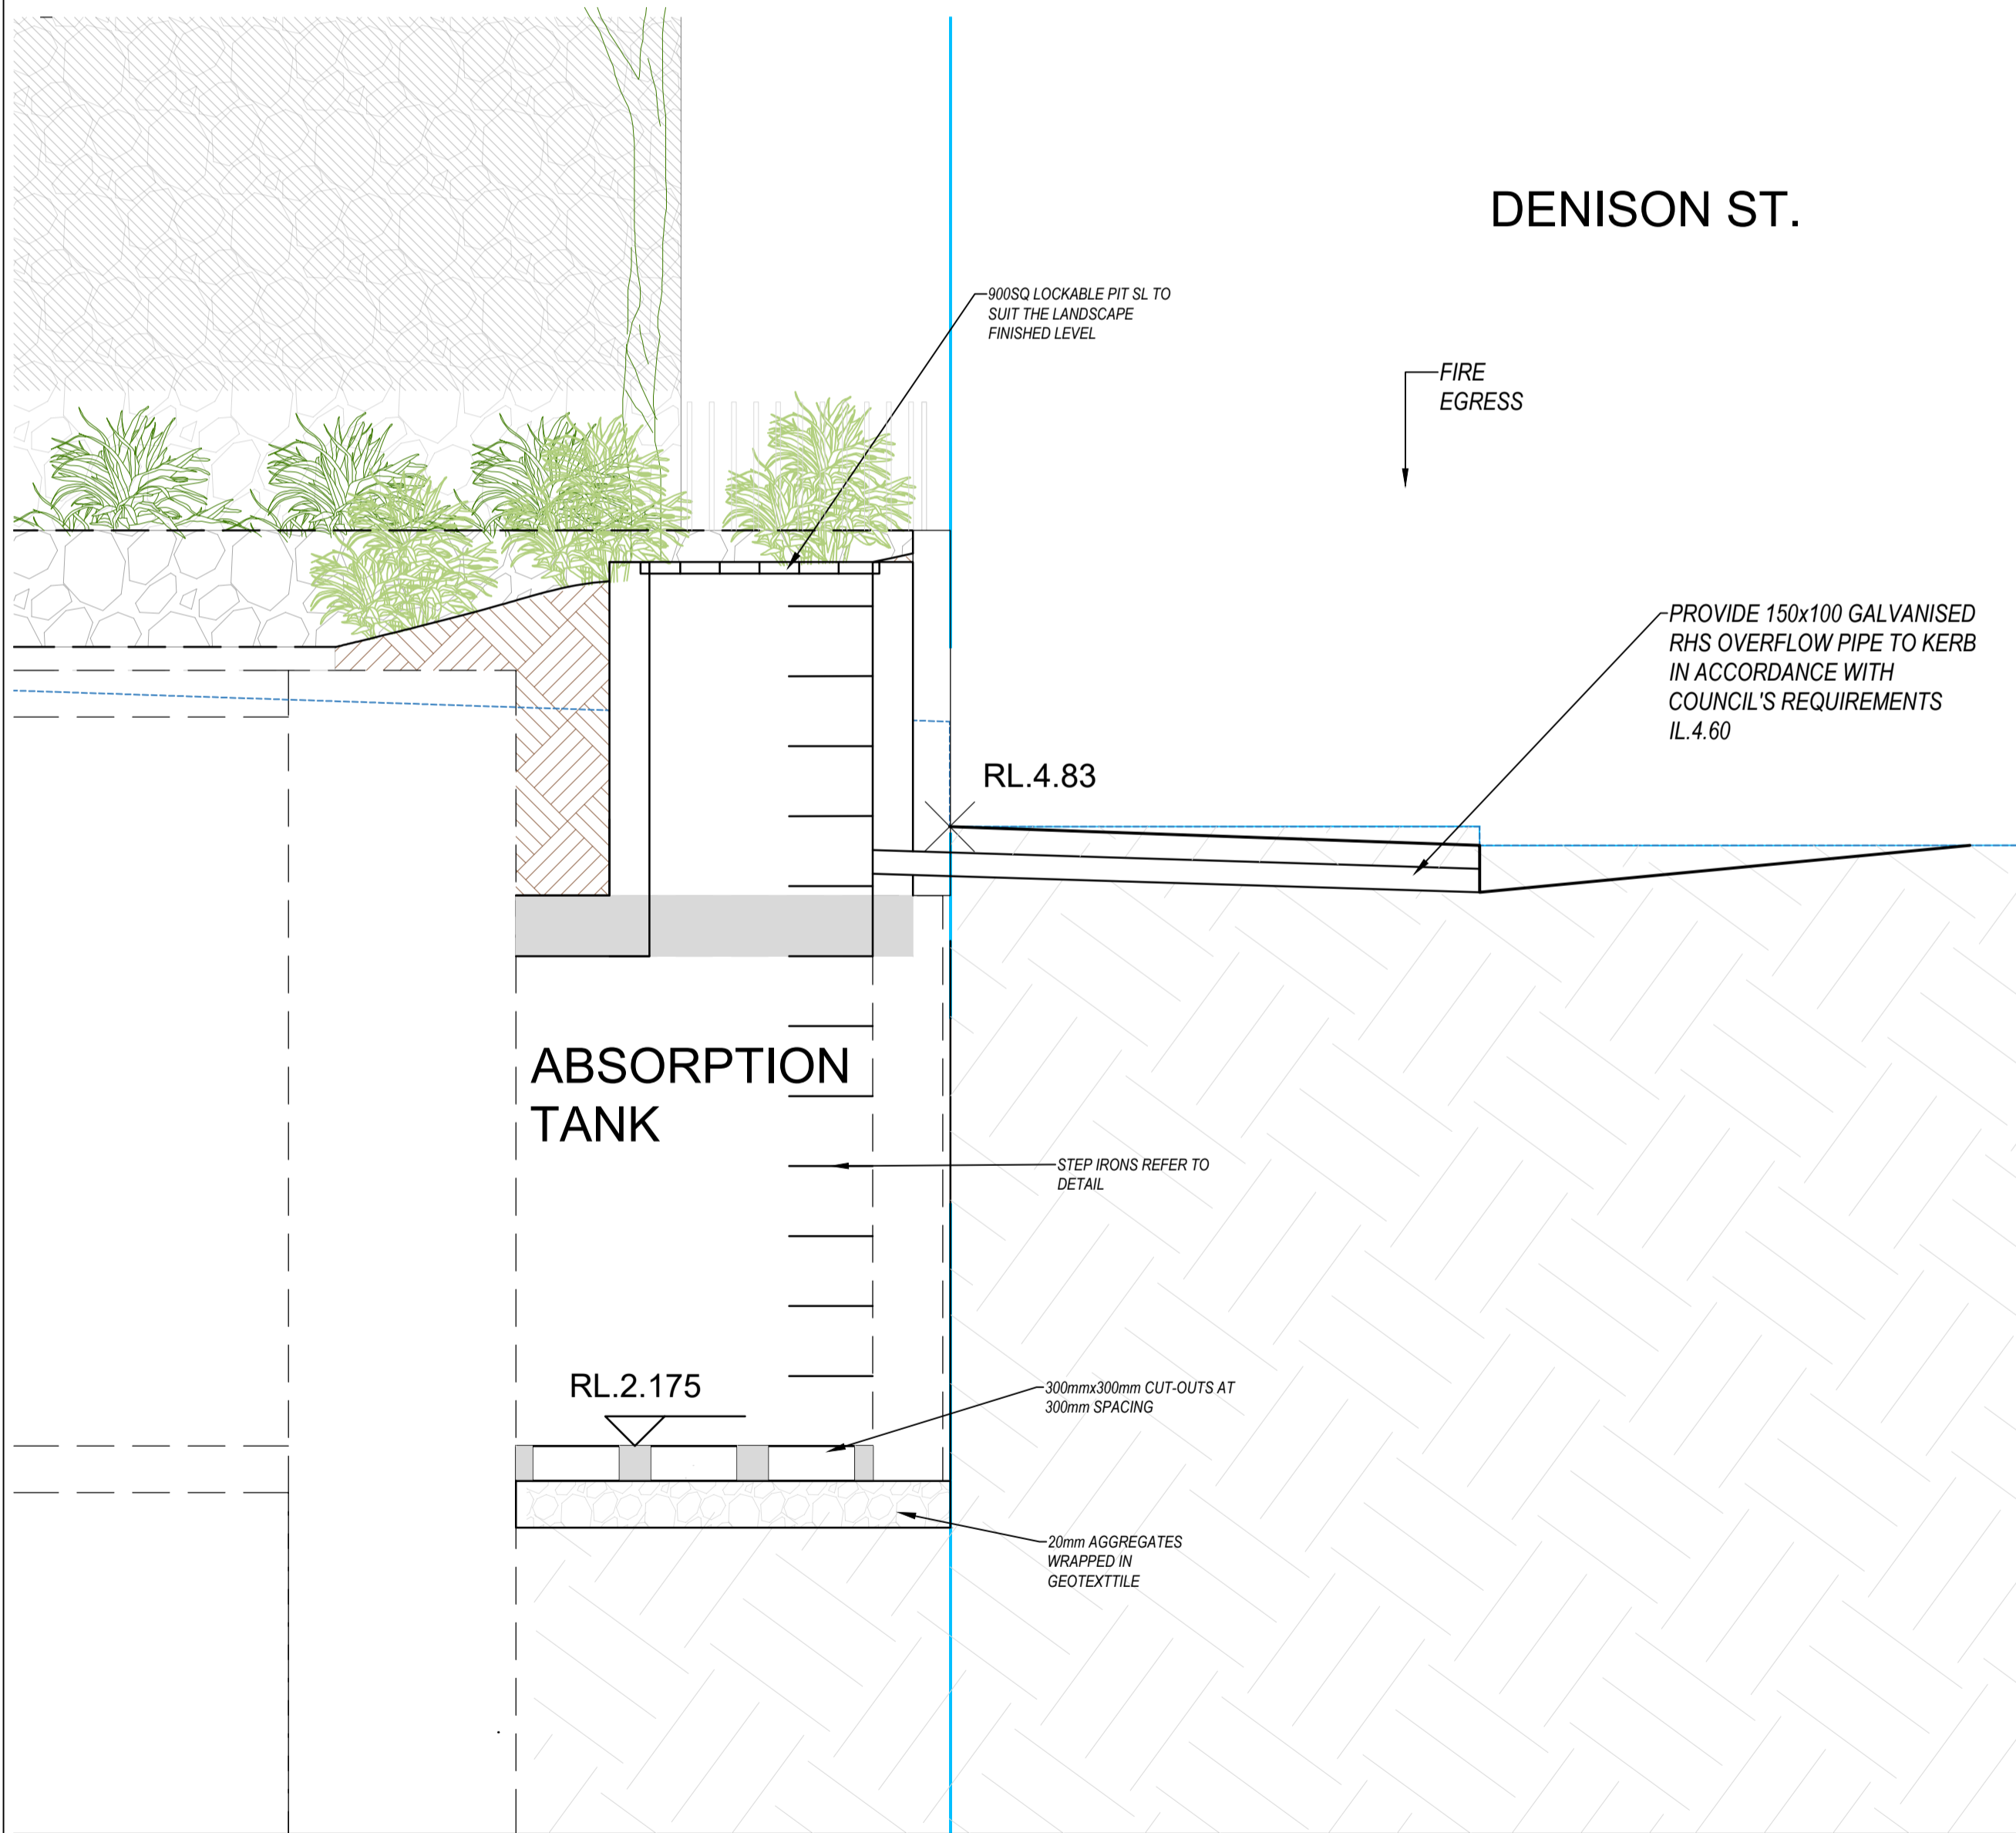 DENISON ST.
900SQ LOCKABLE PIT SL TO
SUIT THE LANDSCAPE
FINISHED LEVEL
FIRE
EGRESS
PROVIDE 150x100 GALVANISED
RHS OVERFLOW PIPE TO KERB
IN ACCORDANCE WITH
COUNCIL'S REQUIREMENTS
IL.4.60
RL.4.83
ABSORPTION
TANK
STEP IRONS REFER TO
DETAIL
RL.2.175
300mmx300mm CUT-OUTS AT
300mm SPACING
20mm AGGREGATES
WRAPPED IN
GEOTEXTTILE